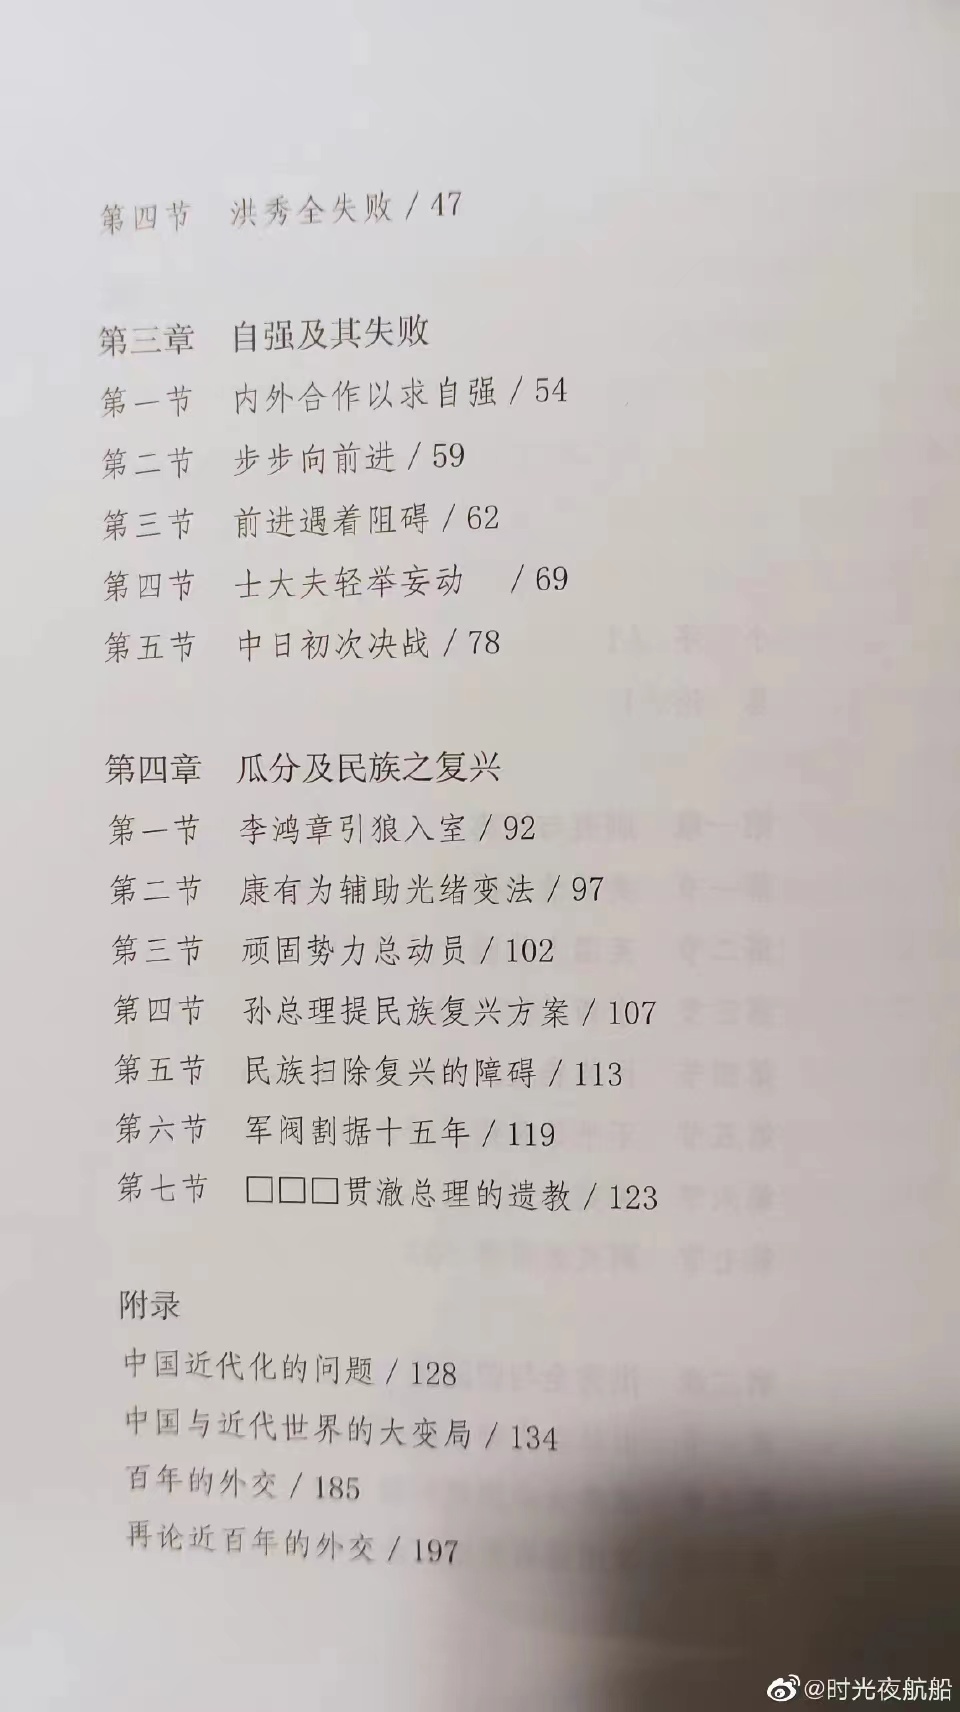 第四节 洪秀全失败 / 47
第三章 自强及其失败
第一节 内外合作以求自强 / 54
第二节 步步向前进 / 59
第三节 前进遇着阻碍 / 62
第四节 士大夫轻举妄动 / 69
第五节 中日初次决战 / 78
第四章 瓜分及民族之复兴
第一节 李鸿章引狼入室 / 92
第二节 康有为辅助光绪变法 / 97
第三节 顽固势力总动员 / 102
第四节 孙总理提民族复兴方案 / 107
第五节 民族扫除复兴的障碍 / 113
第六节 军阀割据十五年 / 119
第七节 □□□贯澈总理的遗教 / 123
附录
中国近代化的问题 / 128
中国与近代世界的大变局 / 134
百年的外交 / 185
再论近百年的外交 / 197
@时光夜航船